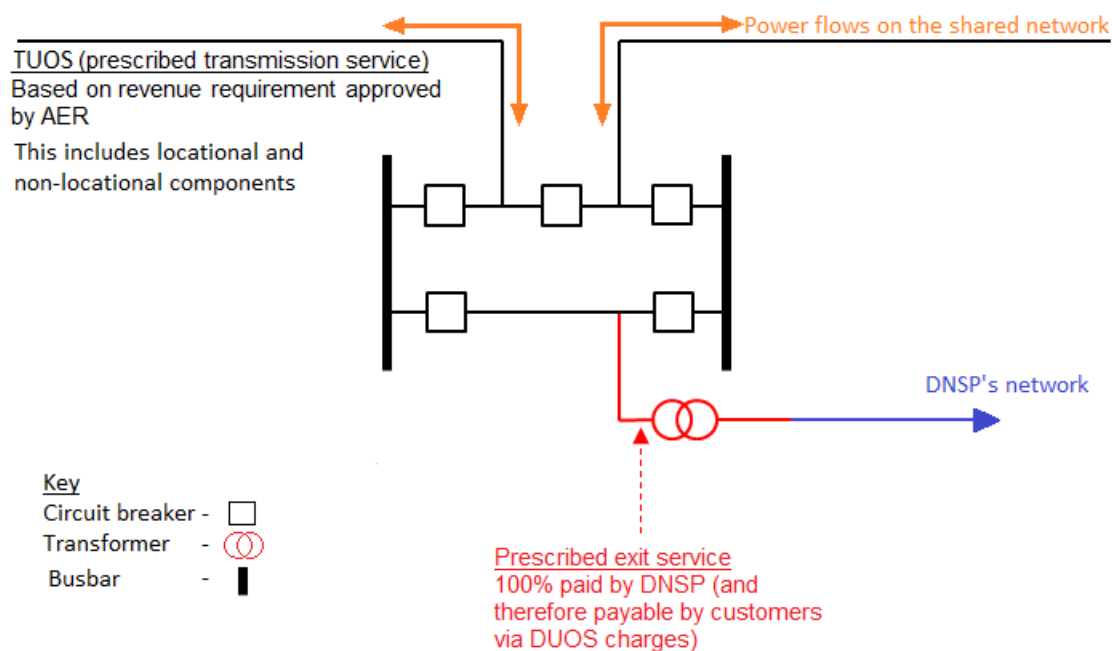 Power flows on the shared network
TUOS (prescribed transmission service)
Based on revenue requirement approved
by AER
This includes locational and
non-locational components
DNSP's network
Key
Circuit breaker -
Transformer -
Busbar -
Prescribed exit service
100% paid by DNSP (and
therefore payable by customers
via DUOS charges)